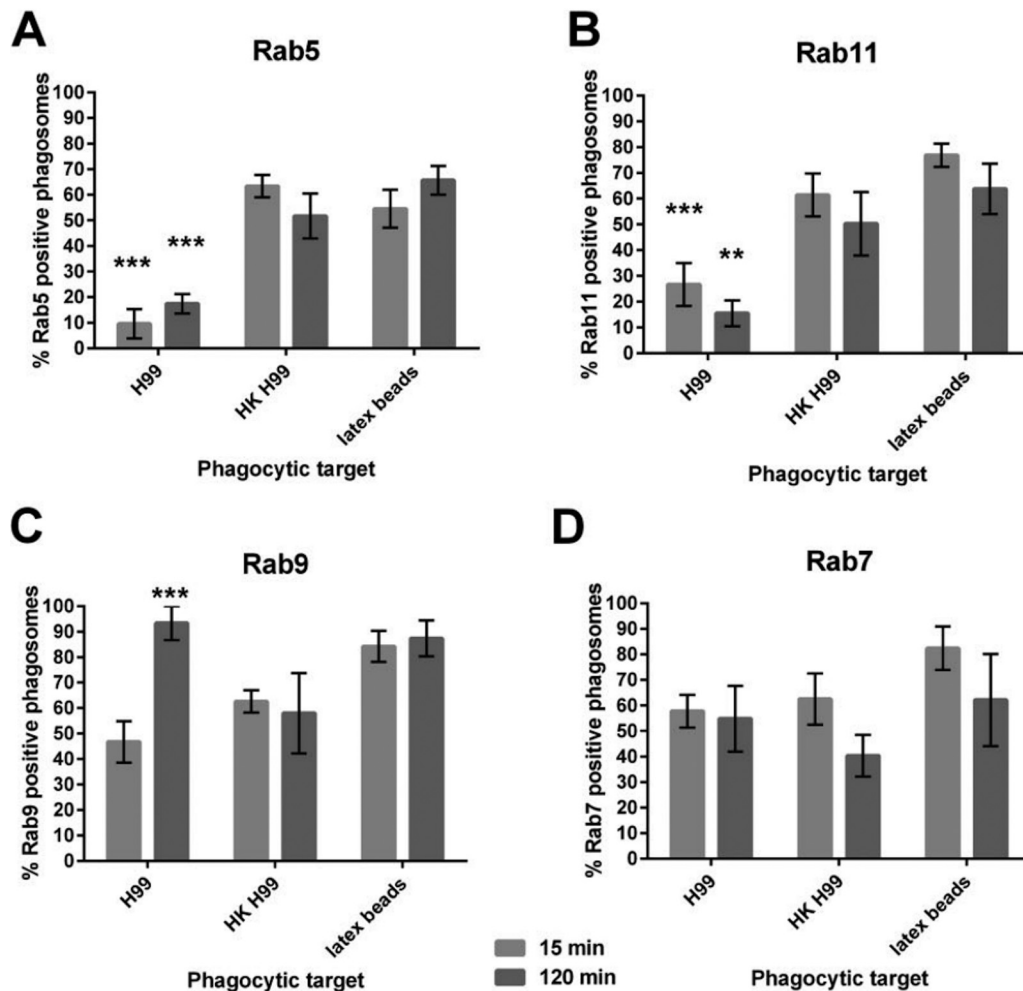 A
Rab5
% Rab5 positive phagosomes
100
90
80
70
60
50
40
30
20
10
0
***
***
H99
HK H99
latex beads
Phagocytic target
B
Rab11
% Rab11 positive phagosomes
100
90
80
70
60
50
40
30
20
10
0
***
**
H99
HK H99
latex beads
Phagocytic target
C
Rab9
% Rab9 positive phagosomes
100
90
80
70
60
50
40
30
20
10
0
***
H99
HK H99
latex beads
Phagocytic target
D
Rab7
% Rab7 positive phagosomes
100
90
80
70
60
50
40
30
20
10
0
H99
HK H99
latex beads
Phagocytic target
15 min
120 min